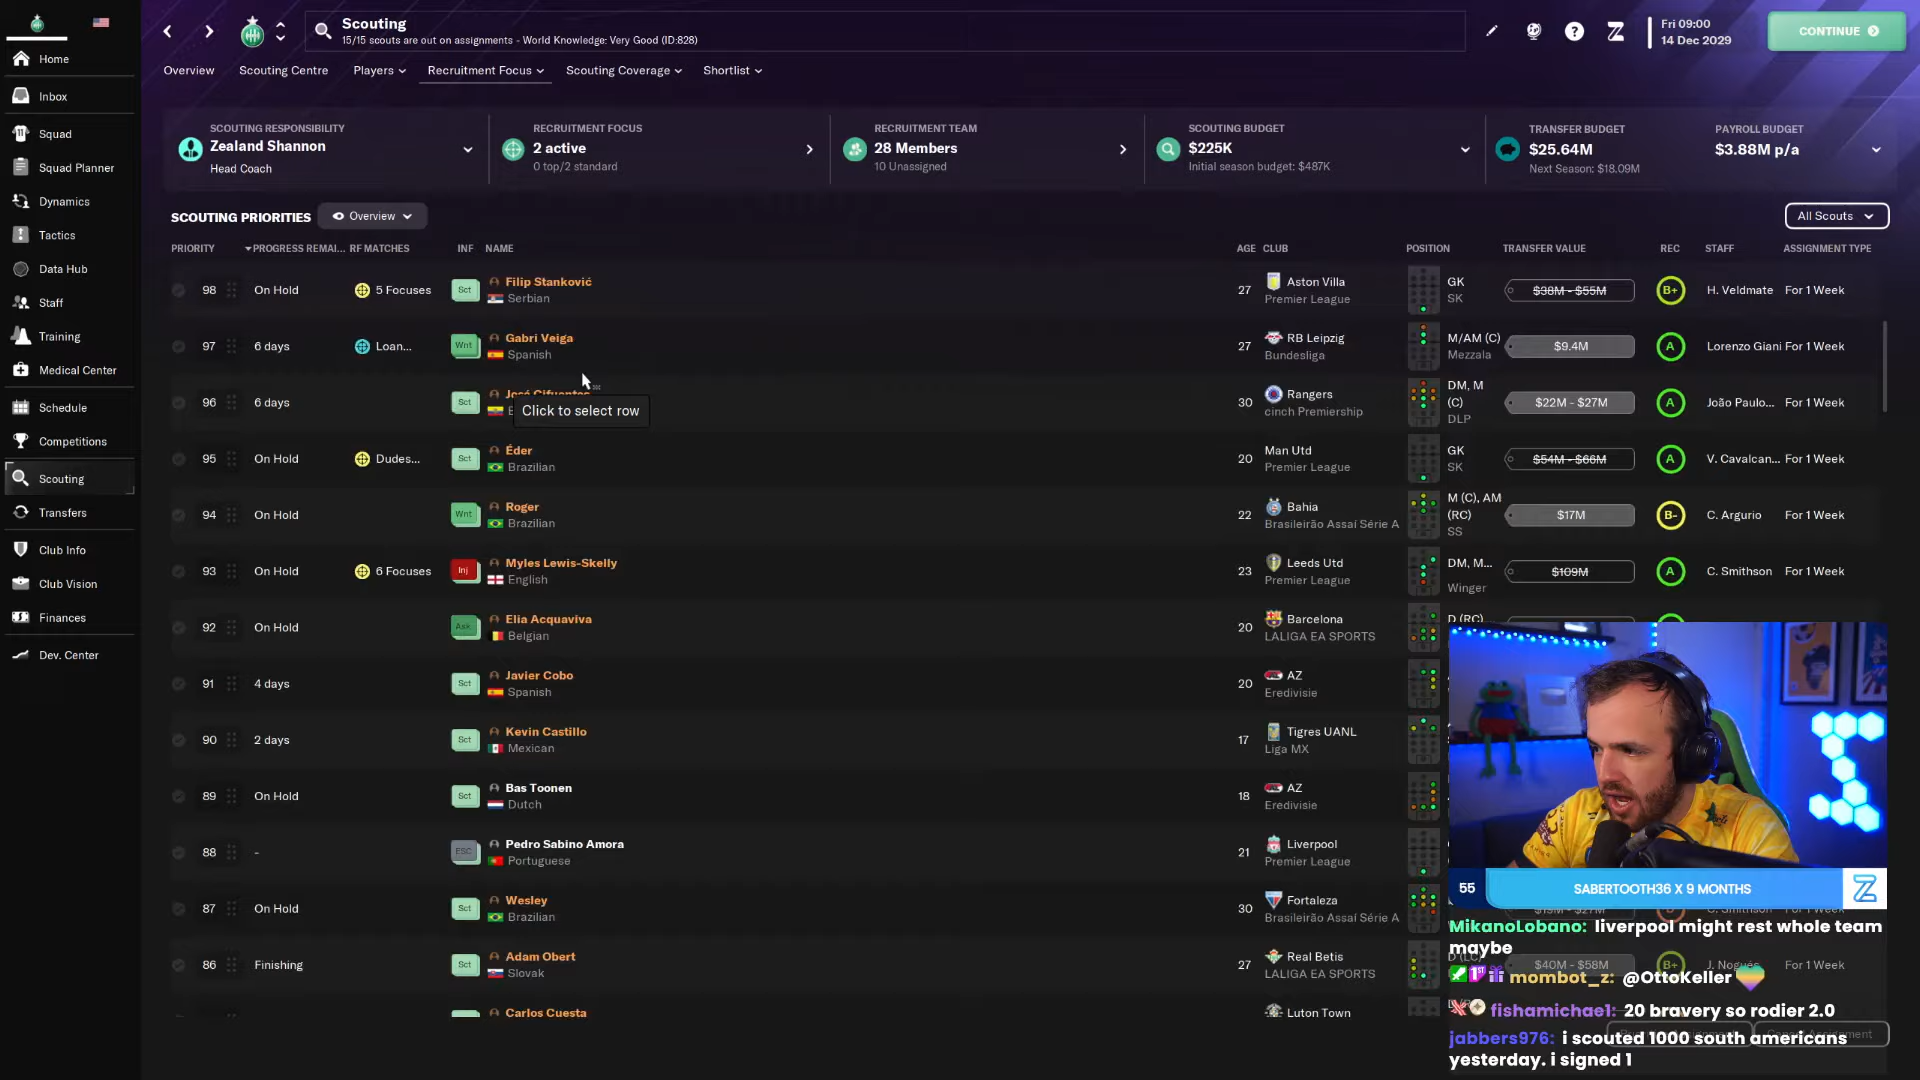 Scouting
15/15 scouts are out on assignments - World Knowledge: Very Good (ID:828)
Fri 09:00
14 Dec 2029
CONTINUE
Home
Inbox
Squad
Squad Planner
Dynamics
Tactics
Data Hub
Staff
Training
Medical Center
Schedule
Competitions
Scouting
Transfers
Club Info
Club Vision
Finances
Dev. Center
Overview Scouting Centre Players Recruitment Focus Scouting Coverage Shortlist
SCOUTING RESPONSIBILITY
Zealand Shannon
Head Coach
RECRUITMENT FOCUS
2 active
0 top/2 standard
RECRUITMENT TEAM
28 Members
10 Unassigned
SCOUTING BUDGET
$225K
Initial season budget: $487K
TRANSFER BUDGET
$25.64M
Next Season: $18.09M
PAYROLL BUDGET
$3.88M p/a
SCOUTING PRIORITIES Overview All Scouts
PRIORITY PROGRESS REMAI... RF MATCHES INF NAME AGE CLUB POSITION TRANSFER VALUE REC STAFF ASSIGNMENT TYPE
98 On Hold 5 Focuses Sct Filip Stanković 27 Aston Villa GK $38M - $55M B+ H. Veldmate For 1 Week
Serbian Premier League SK
97 6 days Loan... Wnt Gabri Veiga 27 RB Leipzig M/AM (C) $9.4M A Lorenzo Giani For 1 Week
Spanish Bundesliga Mezzala
96 6 days Sct José Cifuentes 30 Rangers DM, M (C) $22M - $27M A João Paulo... For 1 Week
cinch Premiership DLP
Click to select row
95 On Hold Dudes... Sct Éder 20 Man Utd GK $54M - $66M A V. Cavalcan... For 1 Week
Brazilian Premier League SK
94 On Hold Wnt Roger 22 Bahia M (C), AM (RC) $17M B- C. Argurio For 1 Week
Brazilian Brasileirão Assaí Série A SS
93 On Hold 6 Focuses Inj Myles Lewis-Skelly 23 Leeds Utd DM, M... $109M A C. Smithson For 1 Week
English Premier League Winger
92 On Hold Ask Elia Acquaviva 20 Barcelona D (RC)
Belgian LALIGA EA SPORTS
91 4 days Sct Javier Cobo 20 AZ
Spanish Eredivisie
90 2 days Sct Kevin Castillo 17 Tigres UANL
Mexican Liga MX
89 On Hold Sct Bas Toonen 18 AZ
Dutch Eredivisie
88 - ESC Pedro Sabino Amora 21 Liverpool
Portuguese Premier League
87 On Hold Sct Wesley 30 Fortaleza
Brazilian Brasileirão Assaí Série A
86 Finishing Sct Adam Obert 27 Real Betis $40M - $58M B+ J. Nogués For 1 Week
Slovak LALIGA EA SPORTS
Carlos Cuesta Luton Town
55 SABERTOOTH36 X 9 MONTHS
MikanoLobano: liverpool might rest whole team
maybe
mombot_z: @OttoKeller
fishamichael: 20 bravery so rodier 2.0
jabbers976: i scouted 1000 south americans
yesterday. i signed 1